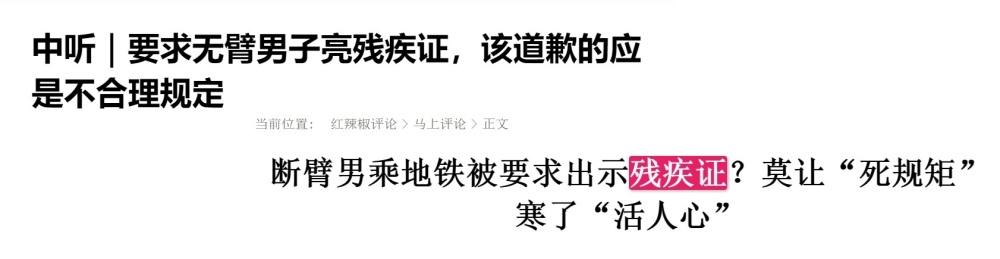 中听｜要求无臂男子亮残疾证，该道歉的应
是不合理规定
当前位置： 红辣椒评论 > 马上评论 > 正文
断臂男乘地铁被要求出示残疾证？莫让“死规矩”
寒了“活人心”